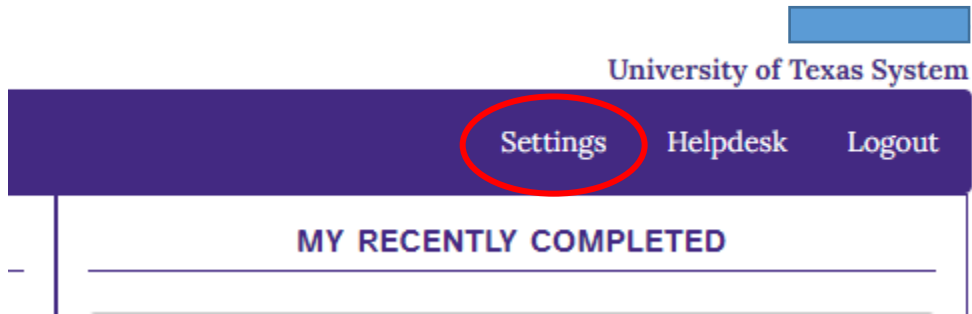 University of Texas System
Settings Helpdesk Logout
MY RECENTLY COMPLETED